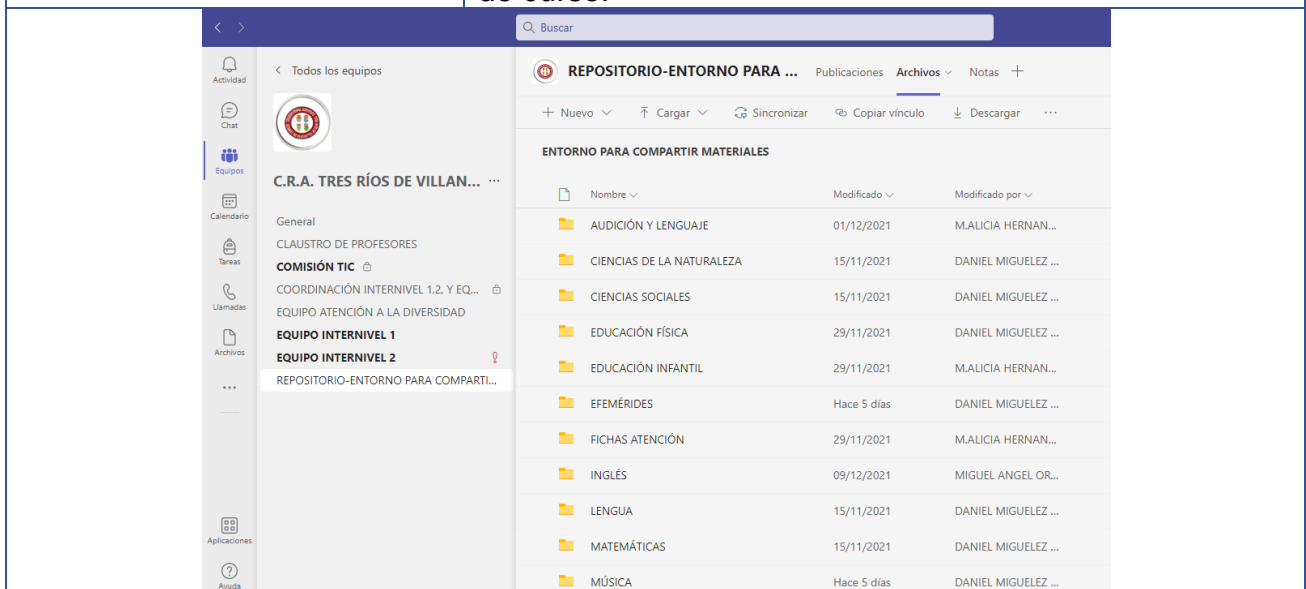 de curso.
Buscar
Actividad
Chat
Equipos
Calendario
Tareas
Llamadas
Archivos
...
Aplicaciones
Ayuda
Todos los equipos
C.R.A. TRES RÍOS DE VILLAN... ...
General
CLAUSTRO DE PROFESORES
COMISIÓN TIC
COORDINACIÓN INTERNIVEL 1,2, Y EQ...
EQUIPO ATENCIÓN A LA DIVERSIDAD
EQUIPO INTERNIVEL 1
EQUIPO INTERNIVEL 2
REPOSITORIO-ENTORNO PARA COMPARTI...
REPOSITORIO-ENTORNO PARA ... Publicaciones Archivos Notas +
+ Nuevo Cargar Sincronizar Copiar vínculo Descargar ...
ENTORNO PARA COMPARTIR MATERIALES
Nombre Modificado Modificado por
AUDICIÓN Y LENGUAJE 01/12/2021 M.ALICIA HERNAN...
CIENCIAS DE LA NATURALEZA 15/11/2021 DANIEL MIGUELEZ ...
CIENCIAS SOCIALES 15/11/2021 DANIEL MIGUELEZ ...
EDUCACIÓN FÍSICA 29/11/2021 DANIEL MIGUELEZ ...
EDUCACIÓN INFANTIL 29/11/2021 M.ALICIA HERNAN...
EFEMÉRIDES Hace 5 días DANIEL MIGUELEZ ...
FICHAS ATENCIÓN 29/11/2021 M.ALICIA HERNAN...
INGLÉS 09/12/2021 MIGUEL ANGEL OR...
LENGUA 15/11/2021 DANIEL MIGUELEZ ...
MATEMÁTICAS 15/11/2021 DANIEL MIGUELEZ ...
MÚSICA Hace 5 días DANIEL MIGUELEZ ...